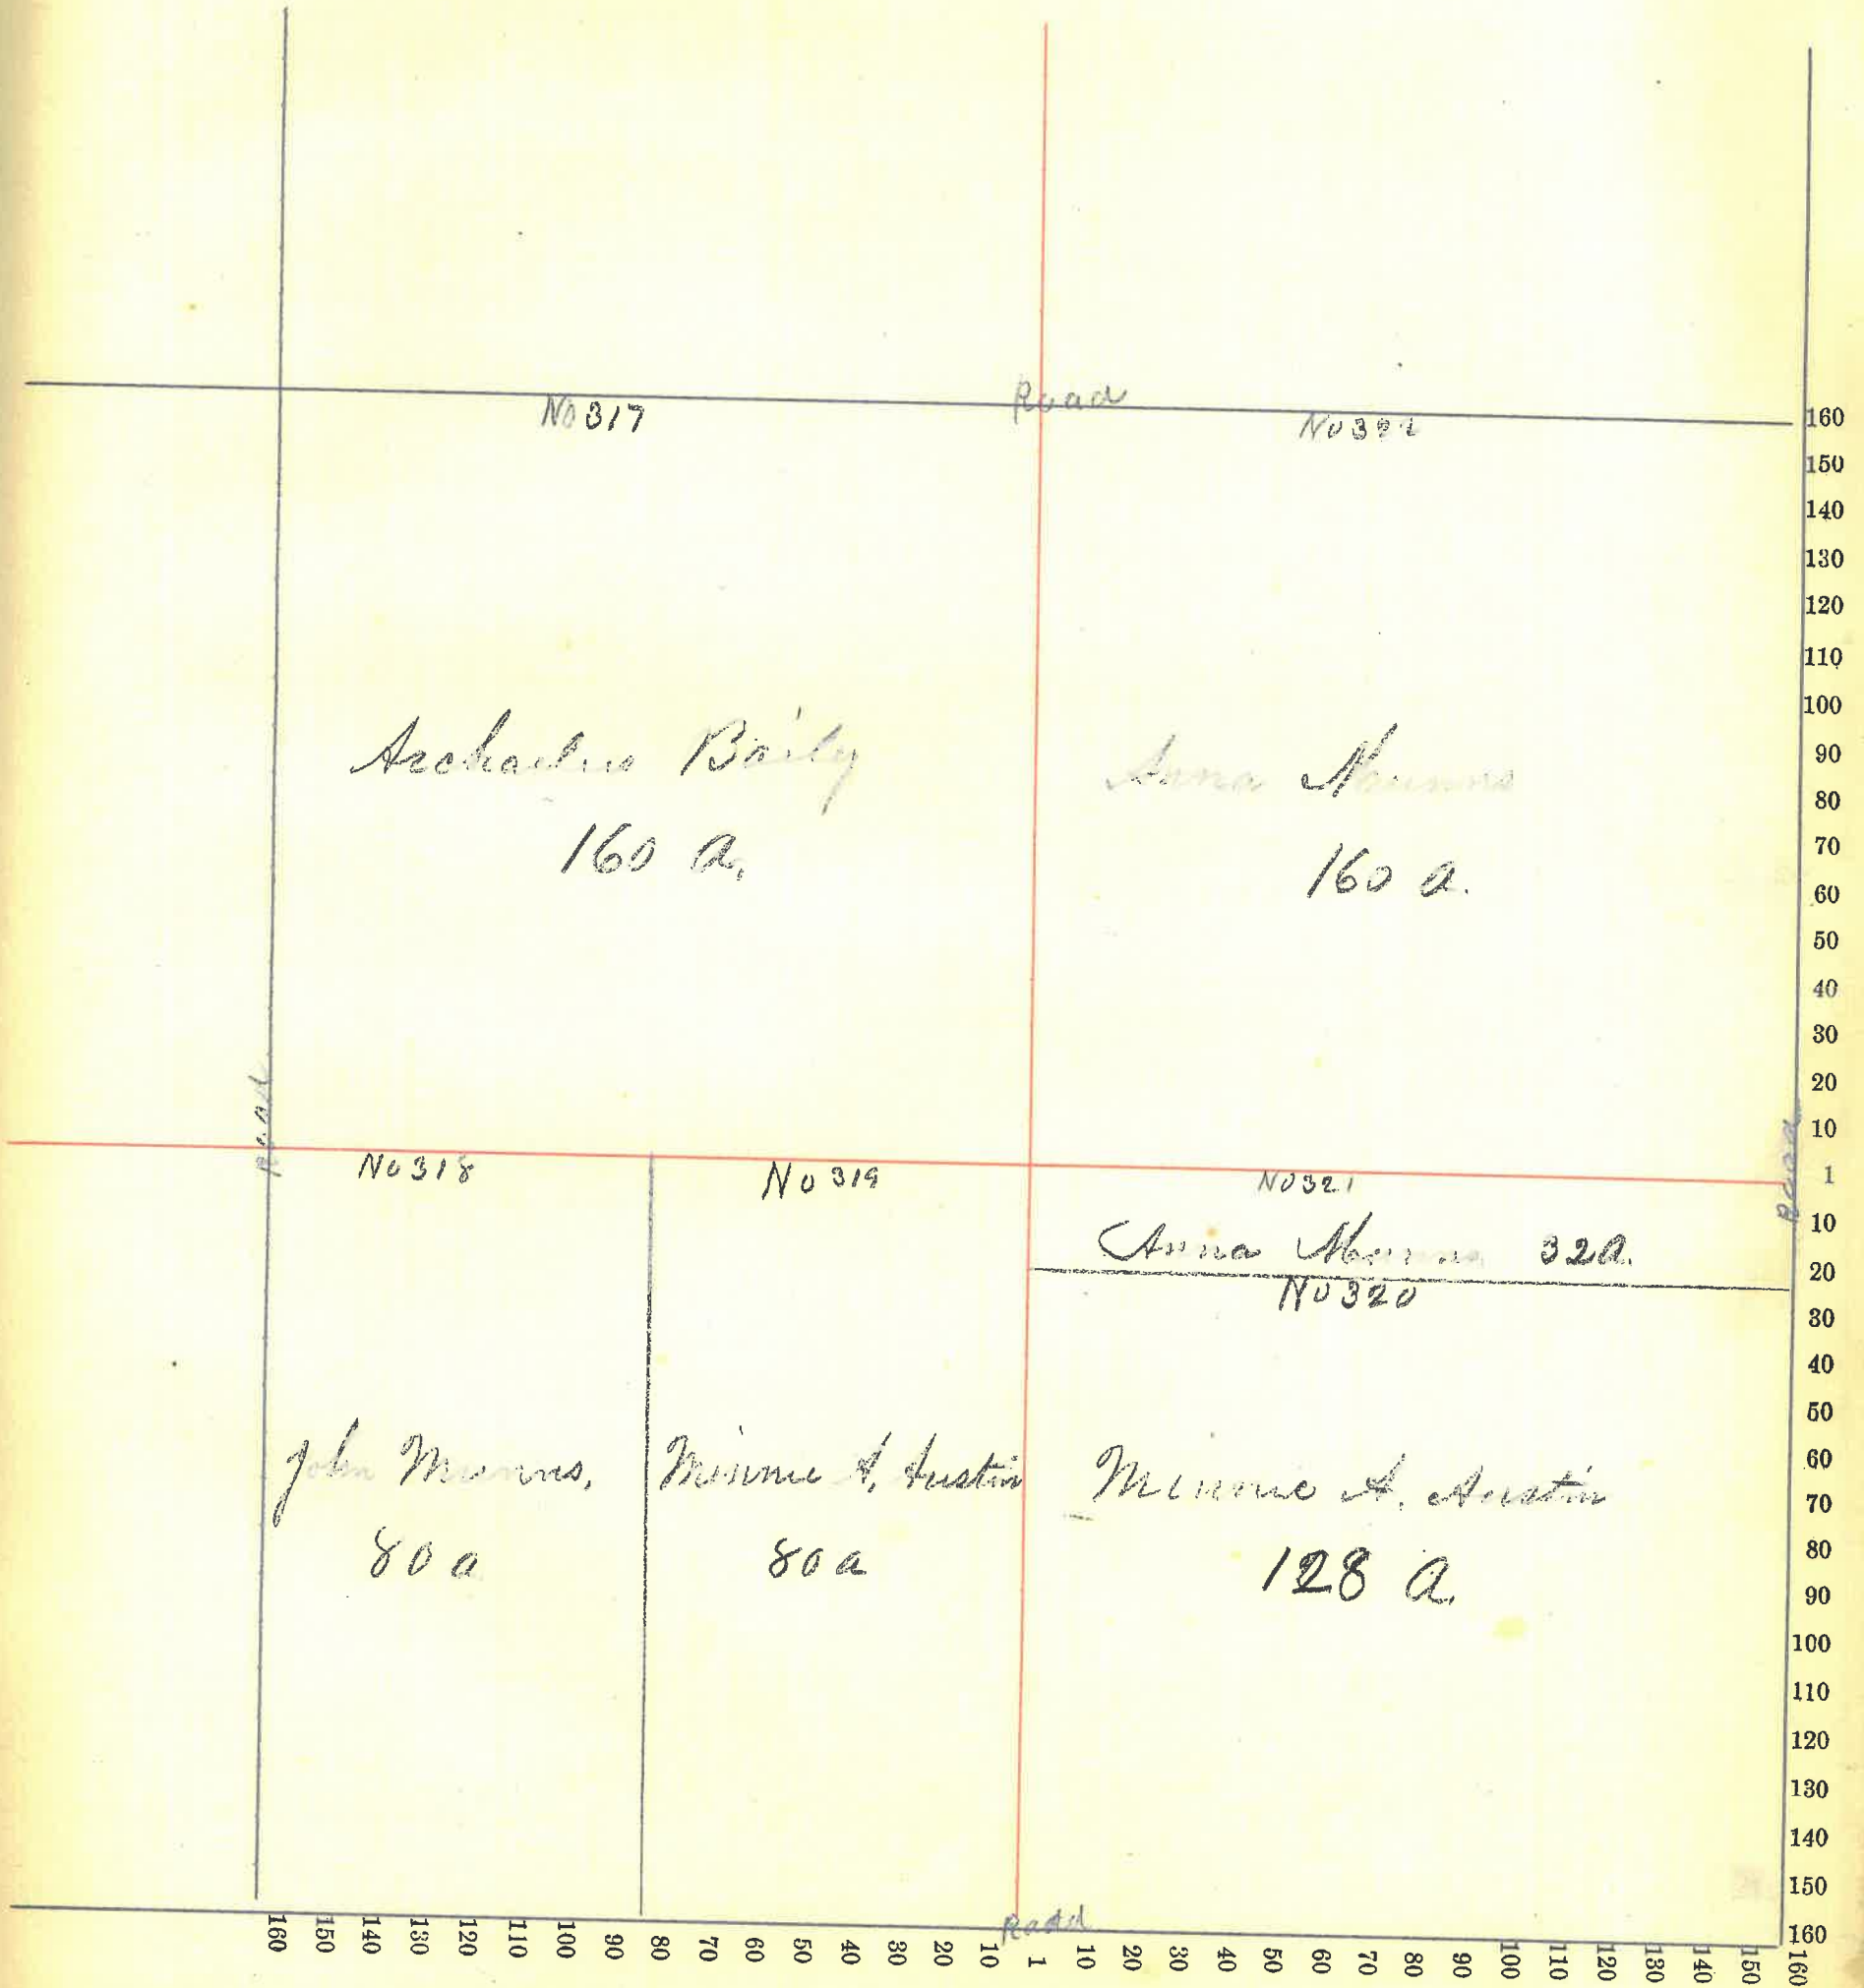 Road
No 317
No 322
Archaelus Baily
160 a.
Anna Munns
160 a.
Road
Road
No 318
No 319
No 321
Anna Munns 32 a.
No 320
John Munns.
80 a
Minnie A. Austin
80 a
Minnie A. Austin
128 a.
Road
160
150
140
130
120
110
100
90
80
70
60
50
40
30
20
10
1
10
20
30
40
50
60
70
80
90
100
110
120
130
140
150
160
160 150 140 130 120 110 100 90 80 70 60 50 40 30 20 10 1 10 20 30 40 50 60 70 80 90 100 110 120 130 140 150 160